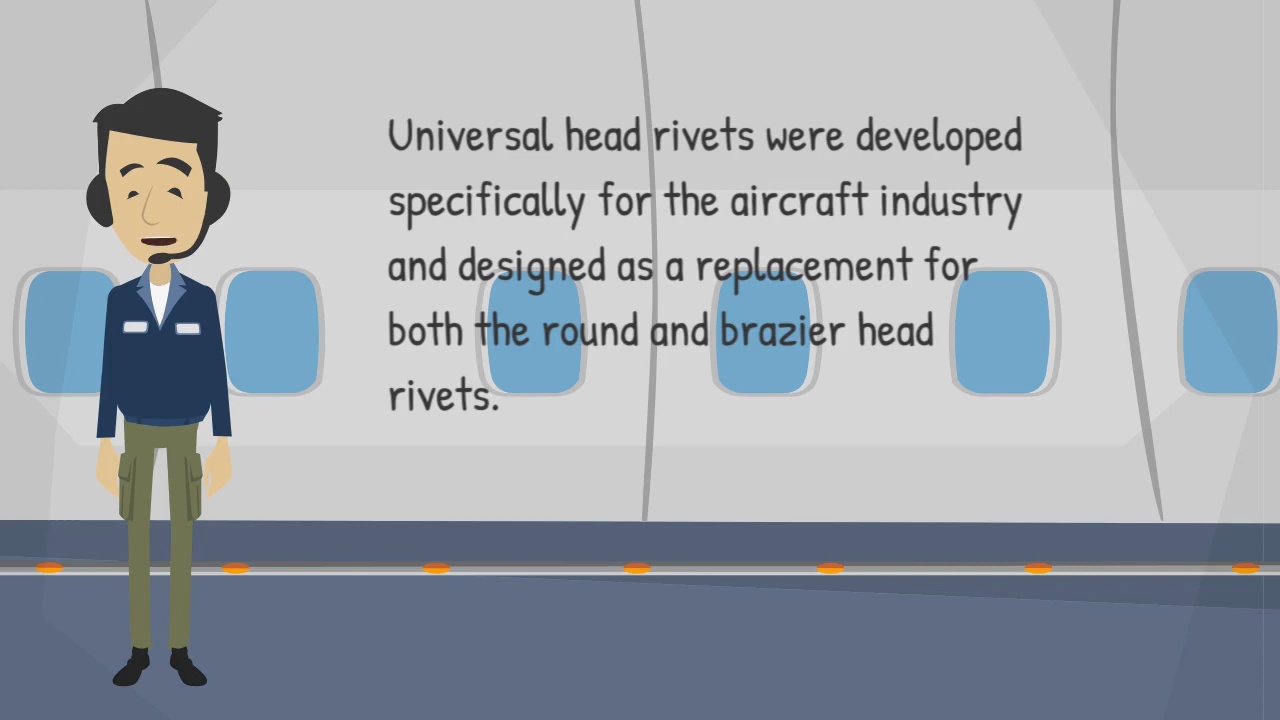 Universal head rivets were developed
specifically for the aircraft industry
and designed as a replacement for
both the round and brazier head
rivets.